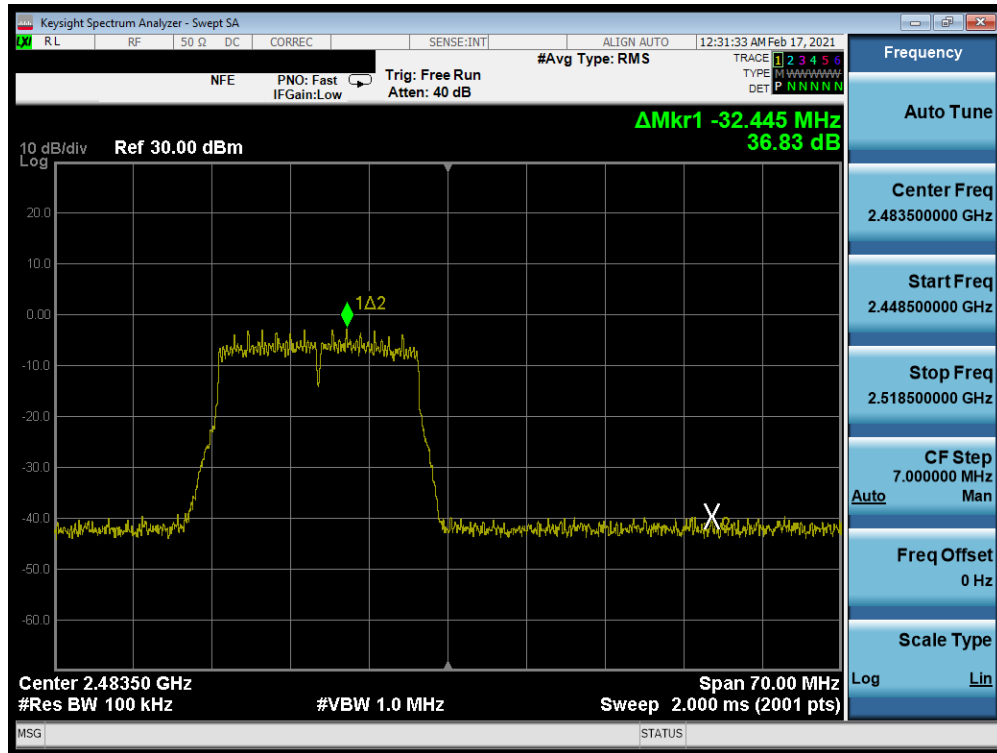 Keysight Spectrum Analyzer - Swept SA
LXI RL RF 50 Ω DC CORREC SENSE:INT ALIGN AUTO 12:31:33 AM Feb 17, 2021
NFE PNO: Fast Trig: Free Run #Avg Type: RMS TRACE 1 2 3 4 5 6
IFGain:Low Atten: 40 dB TYPE M WWWWW
DET P N N N N N
ΔMkr1 -32.445 MHz
36.83 dB
10 dB/div Ref 30.00 dBm
Log
20.0
10.0
0.00
-10.0
-20.0
-30.0
-40.0
-50.0
-60.0
1Δ2
X2
Center 2.48350 GHz Span 70.00 MHz
#Res BW 100 kHz #VBW 1.0 MHz Sweep 2.000 ms (2001 pts)
MSG STATUS
Frequency
Auto Tune
Center Freq
2.483500000 GHz
Start Freq
2.448500000 GHz
Stop Freq
2.518500000 GHz
CF Step
7.000000 MHz
Auto Man
Freq Offset
0 Hz
Scale Type
Log Lin